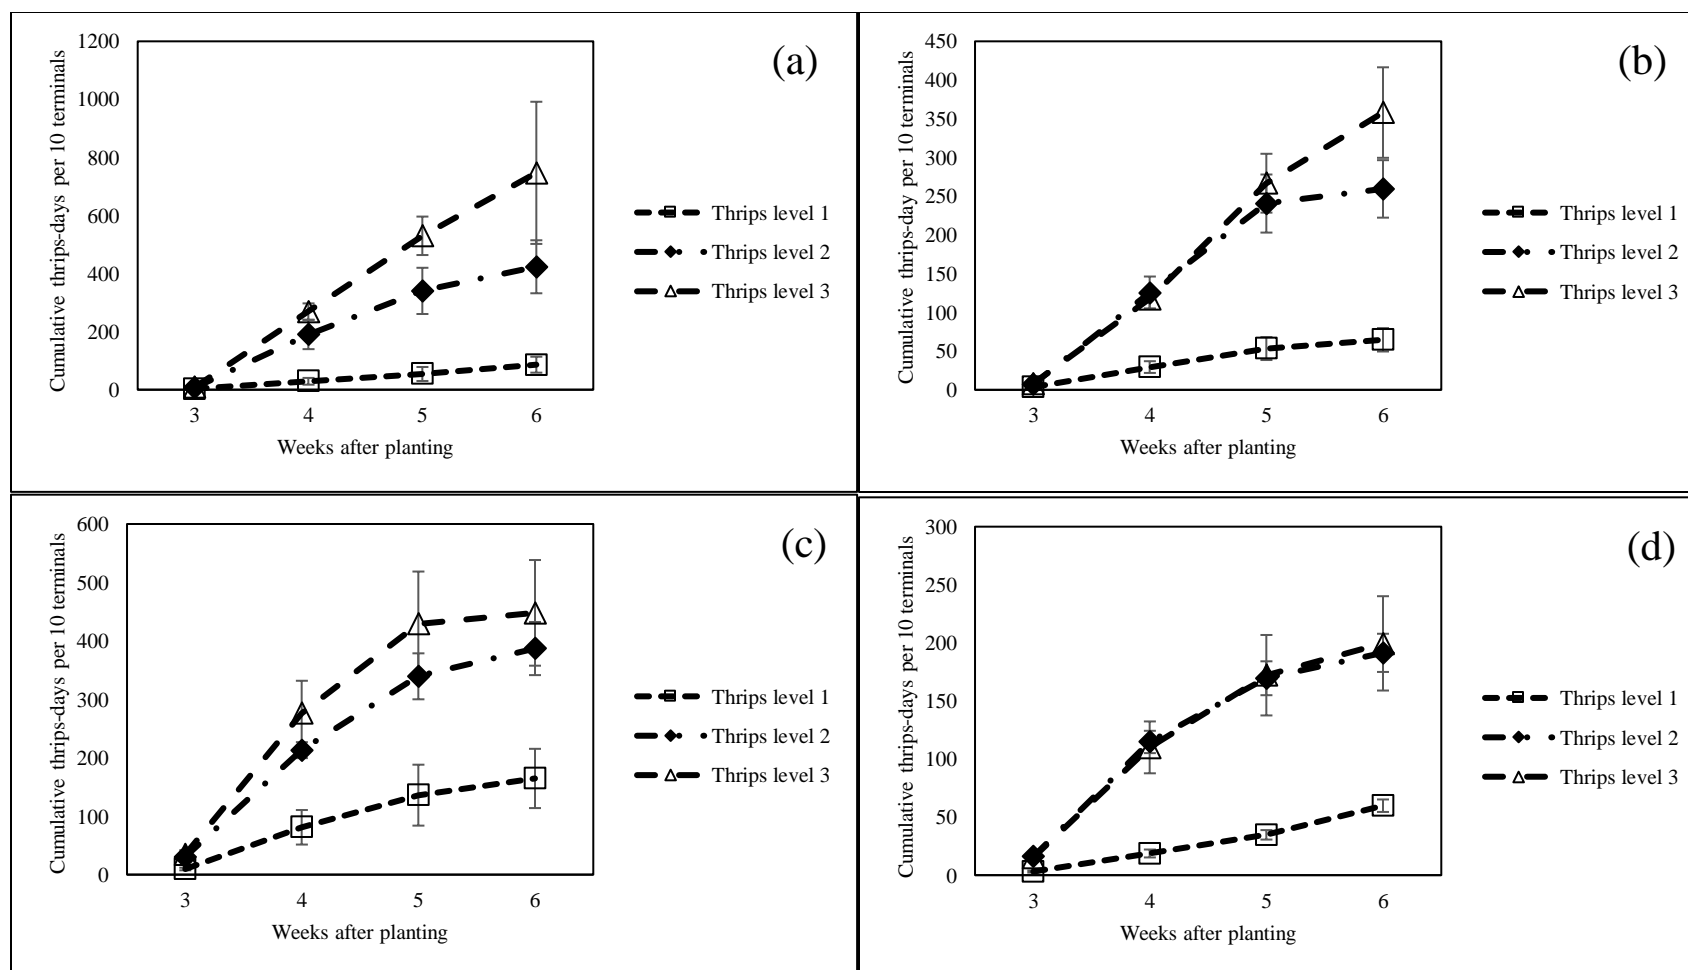 (a)
Cumulative thrips-days per 10 terminals
1200
1000
800
600
400
200
0
3 4 5 6
Weeks after planting
Thrips level 1
Thrips level 2
Thrips level 3
(b)
Cumulative thrips-day per 10 terminals
450
400
350
300
250
200
150
100
50
0
3 4 5 6
Weeks after planting
Thrips level 1
Thrips level 2
Thrips level 3
(c)
Cumulative thrips-days per 10 terminals
600
500
400
300
200
100
0
3 4 5 6
Weeks after planting
Thrips level 1
Thrips level 2
Thrips level 3
(d)
Cumulative thrips-days per 10 terminals
300
250
200
150
100
50
0
3 4 5 6
Weeks after planting
Thrips level 1
Thrips level 2
Thrips level 3